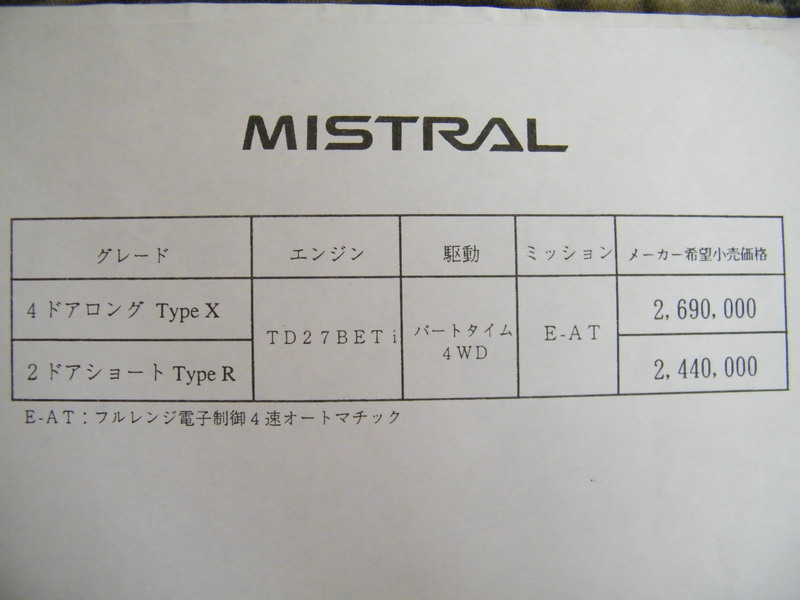 MISTRAL
グレード エンジン 駆動 ミッション メーカー希望小売価格
4ドアロング Type X TD27BETi パートタイム 4WD E-AT 2,690,000
2ドアショート Type R 2,440,000
E-AT：フルレンジ電子制御4速オートマチック